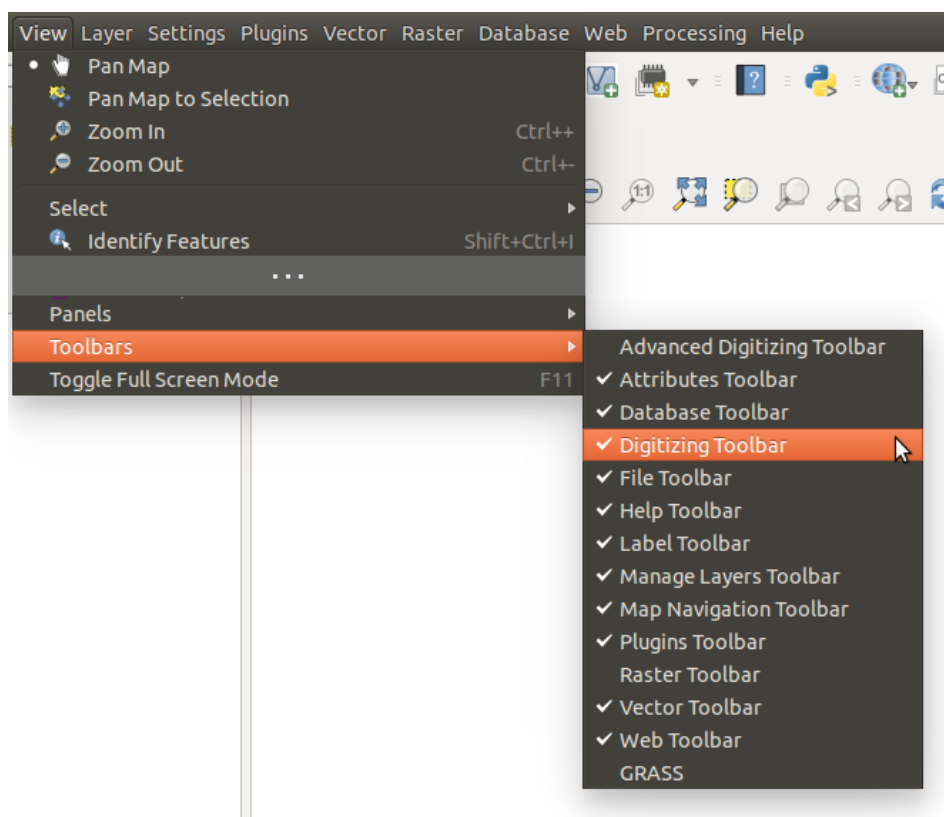 View Layer Settings Plugins Vector Raster Database Web Processing Help
Pan Map
Pan Map to Selection
Zoom In Ctrl++
Zoom Out Ctrl+-
1:1
Select
Identify Features Shift+Ctrl+I
...
Panels
Toolbars
Toggle Full Screen Mode F11
Advanced Digitizing Toolbar
Attributes Toolbar
Database Toolbar
Digitizing Toolbar
File Toolbar
Help Toolbar
Label Toolbar
Manage Layers Toolbar
Map Navigation Toolbar
Plugins Toolbar
Raster Toolbar
Vector Toolbar
Web Toolbar
GRASS